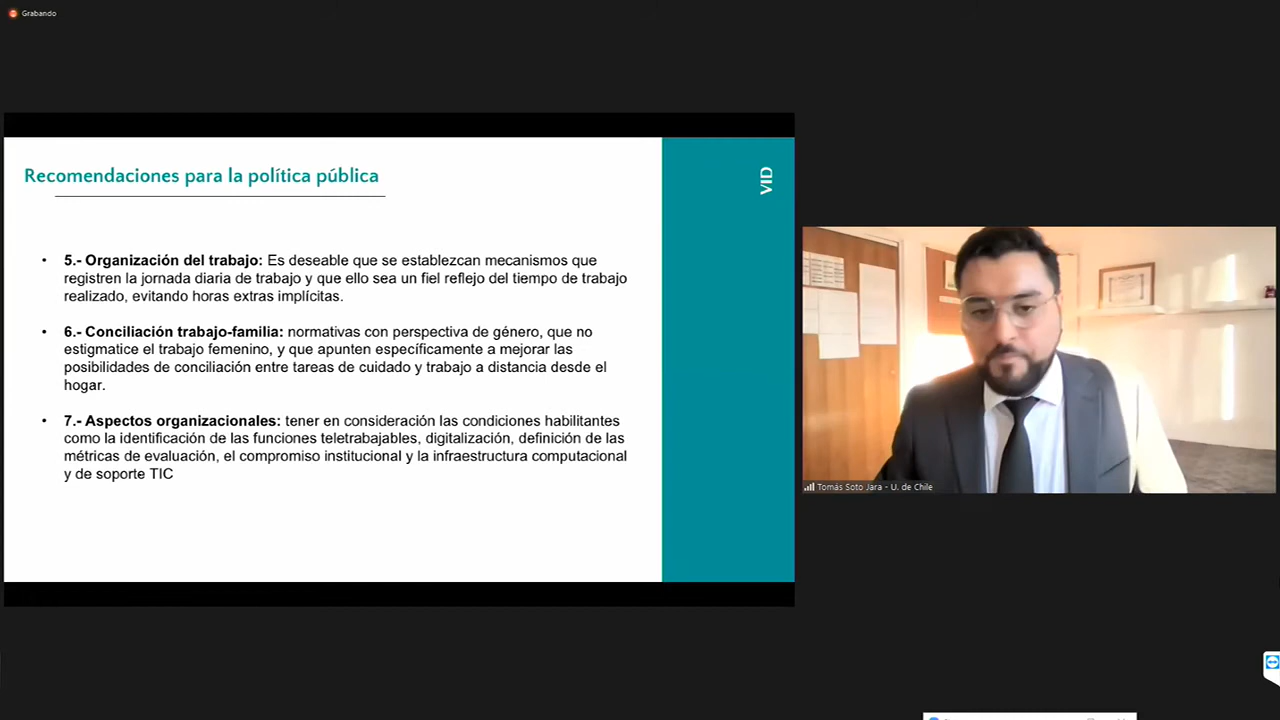 Grabando
Recomendaciones para la política pública
VID
• 5.- Organización del trabajo: Es deseable que se establezcan mecanismos que
registren la jornada diaria de trabajo y que ello sea un fiel reflejo del tiempo de trabajo
realizado, evitando horas extras implícitas.
• 6.- Conciliación trabajo-familia: normativas con perspectiva de género, que no
estigmatice el trabajo femenino, y que apunten específicamente a mejorar las
posibilidades de conciliación entre tareas de cuidado y trabajo a distancia desde el
hogar.
• 7.- Aspectos organizacionales: tener en consideración las condiciones habilitantes
como la identificación de las funciones teletrabajables, digitalización, definición de las
métricas de evaluación, el compromiso institucional y la infraestructura computacional
y de soporte TIC
Tomás Soto Jara - U. de Chile